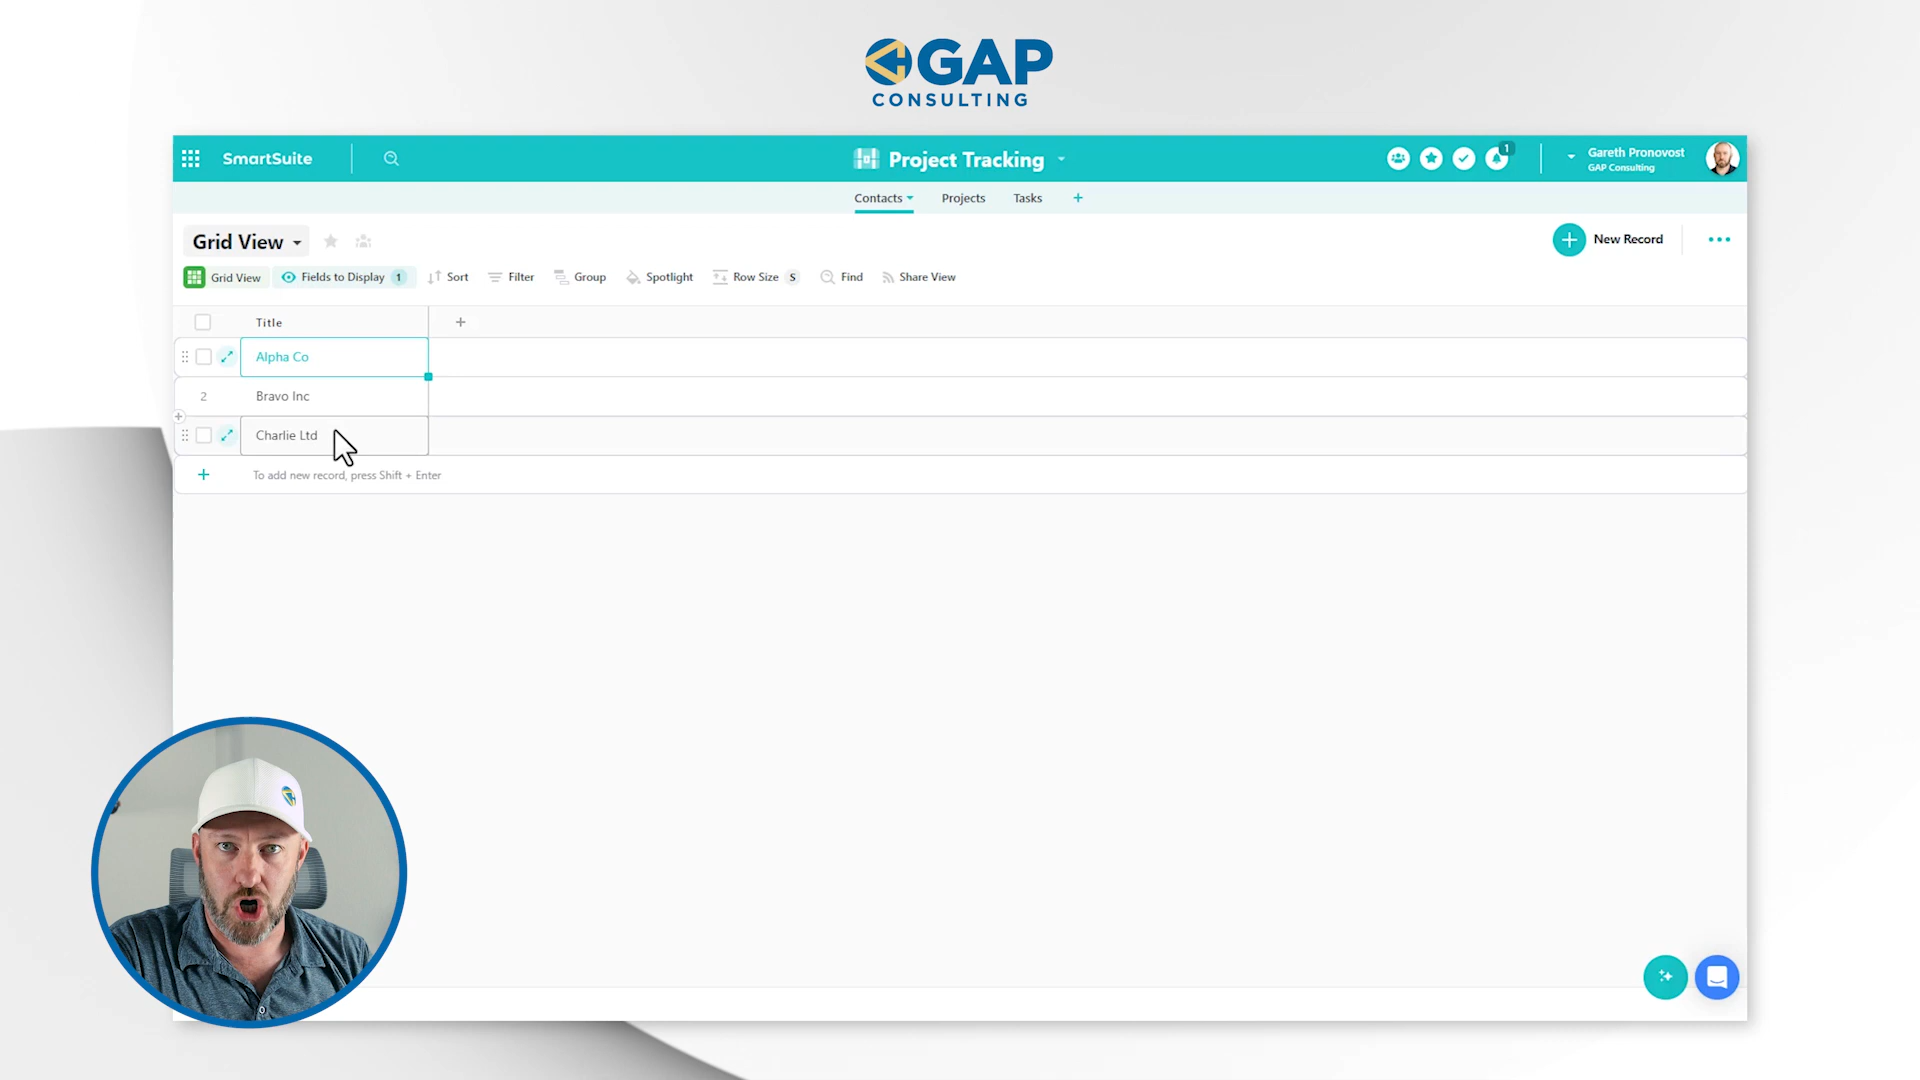 GAP
CONSULTING
SmartSuite
Project Tracking
1
Gareth Pronovost
GAP Consulting
Contacts
Projects
Tasks
Grid View
New Record
Grid View
Fields to Display 1
Sort
Filter
Group
Spotlight
Row Size S
Find
Share View
Title
Alpha Co
2 Bravo Inc
Charlie Ltd
To add new record, press Shift + Enter